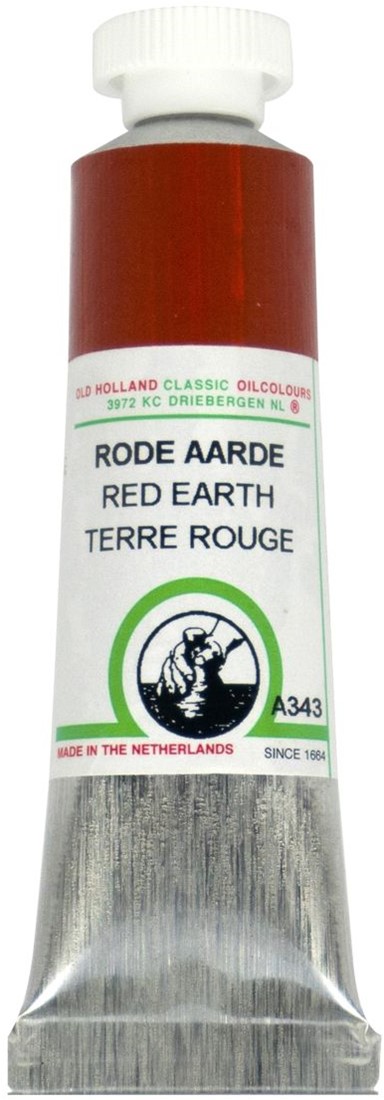 OLD HOLLAND CLASSIC OILCOLOURS
3972 KC DRIEBERGEN NL ®
RODE AARDE
RED EARTH
TERRE ROUGE
A343
MADE IN THE NETHERLANDS
SINCE 1664